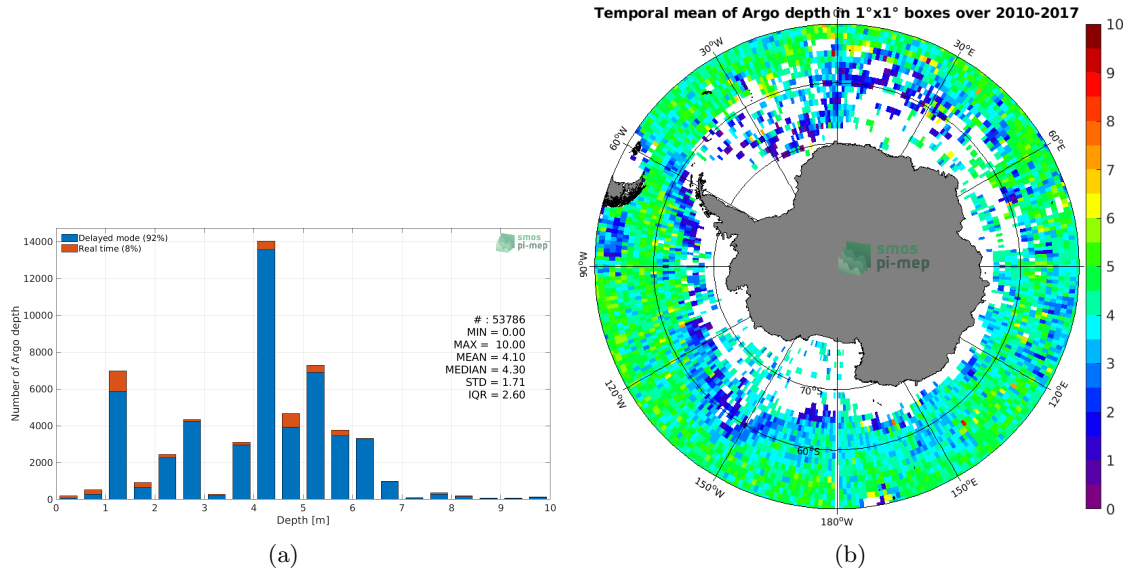 Delayed mode (92%)
Real time (8%)
smos
pi-mep
# : 53786
MIN = 0.00
MAX = 10.00
MEAN = 4.10
MEDIAN = 4.30
STD = 1.71
IQR = 2.60
Number of Argo depth
14000
12000
10000
8000
6000
4000
2000
0
0 1 2 3 4 5 6 7 8 9 10
Depth [m]
(a)
Temporal mean of Argo depth in 1°x1° boxes over 2010-2017
30°W
30°E
60°W
60°E
90°W
120°W
120°E
150°W
150°E
180°W
70°S
60°S
smos
pi-mep
10
9
8
7
6
5
4
3
2
1
0
(b)